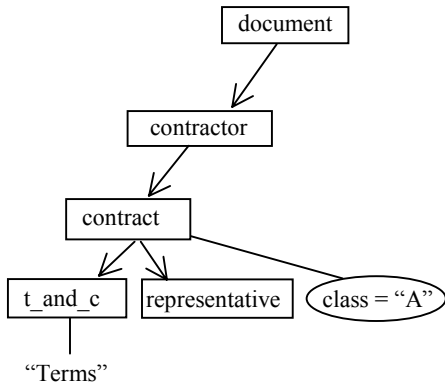 document
contractor
contract
t_and_c
representative
class = “A”
“Terms”